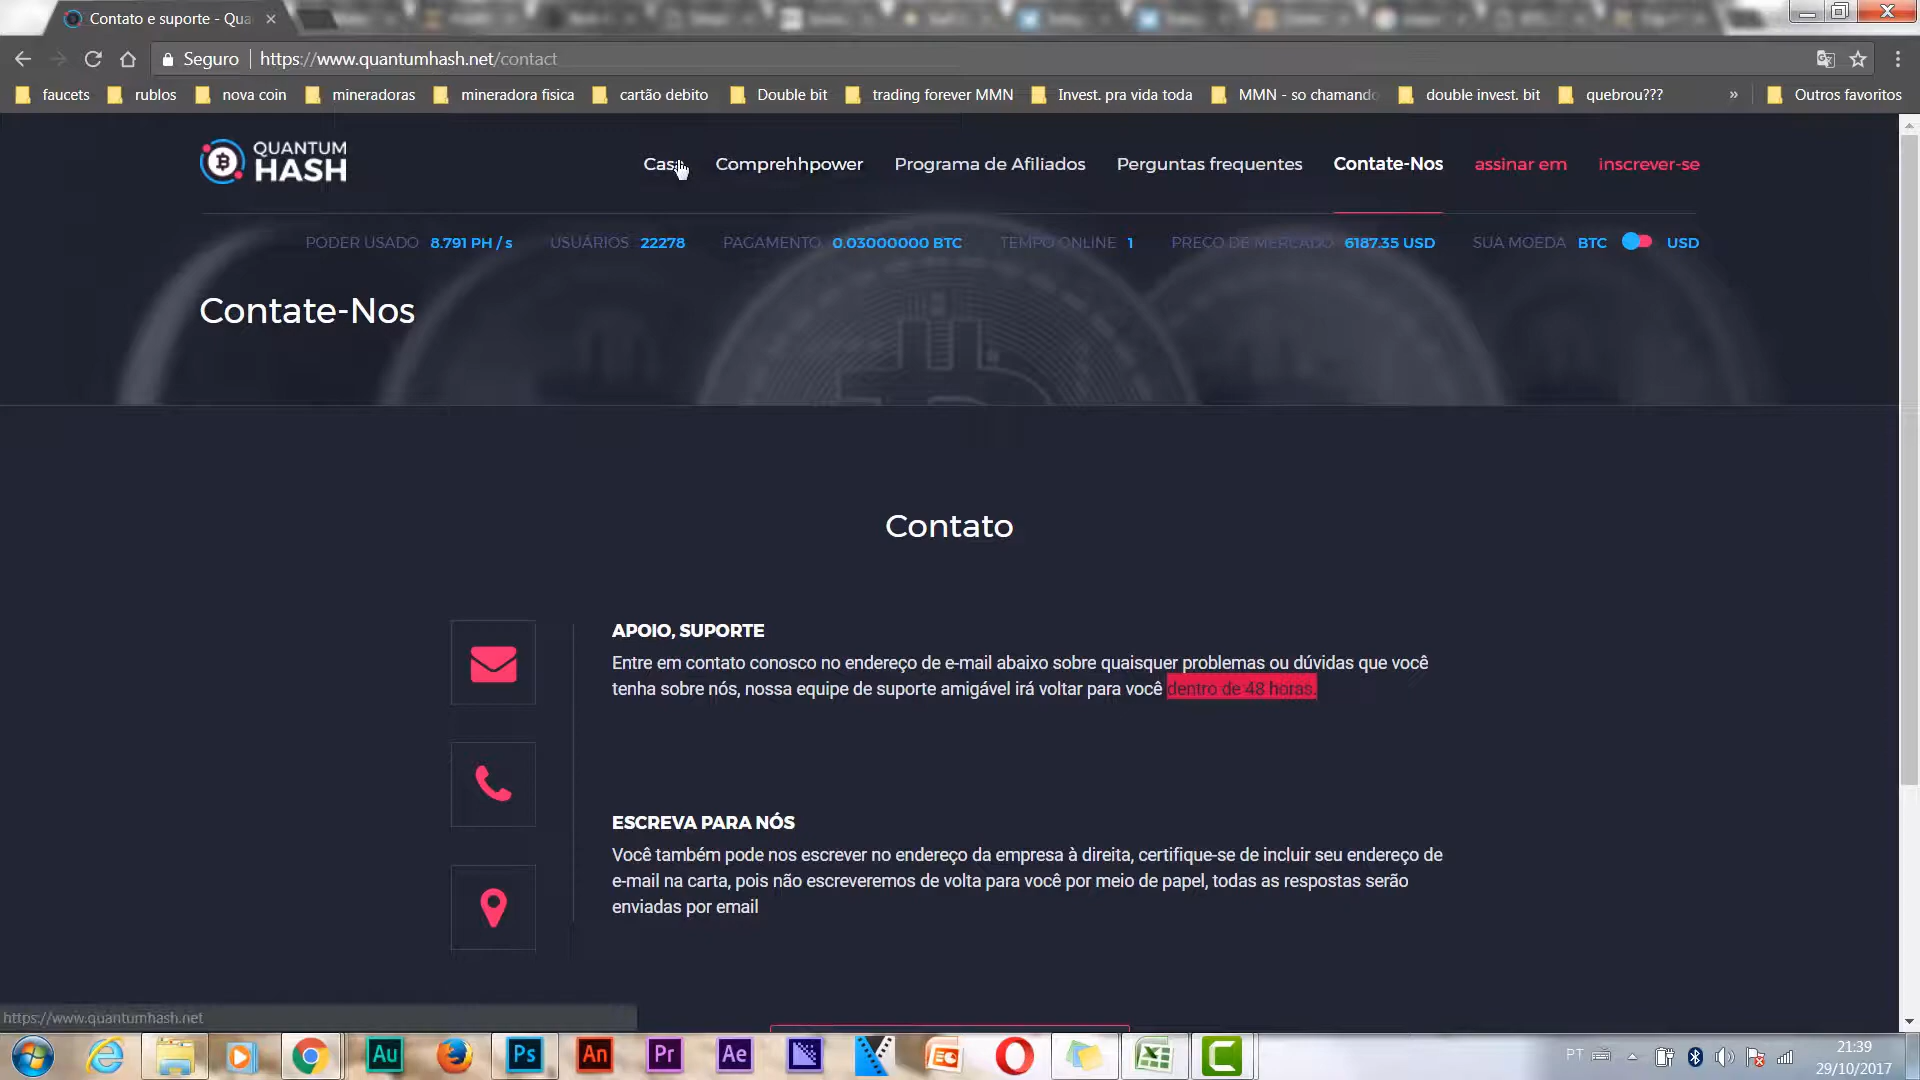 Contato e suporte - Qua
Seguro https://www.quantumhash.net/contact
faucets rublos nova coin mineradoras mineradora fisica cartão debito Double bit trading forever MMN Invest. pra vida toda MMN - so chamando double invest. bit quebrou??? » Outros favoritos
QUANTUM
HASH
Casa Comprehhpower Programa de Afiliados Perguntas frequentes Contate-Nos assinar em inscrever-se
PODER USADO 8.791 PH / s USUÁRIOS 22278 PAGAMENTO 0.03000000 BTC TEMPO ONLINE 1 PREÇO DE MERCADO 6187.35 USD SUA MOEDA BTC USD
Contate-Nos
Contato
APOIO, SUPORTE
Entre em contato conosco no endereço de e-mail abaixo sobre quaisquer problemas ou dúvidas que você
tenha sobre nós, nossa equipe de suporte amigável irá voltar para você dentro de 48 horas.
ESCREVA PARA NÓS
Você também pode nos escrever no endereço da empresa à direita, certifique-se de incluir seu endereço de
e-mail na carta, pois não escreveremos de volta para você por meio de papel, todas as respostas serão
enviadas por email
https://www.quantumhash.net
Au Ps An Pr Ae
PT 21:39
29/10/2017